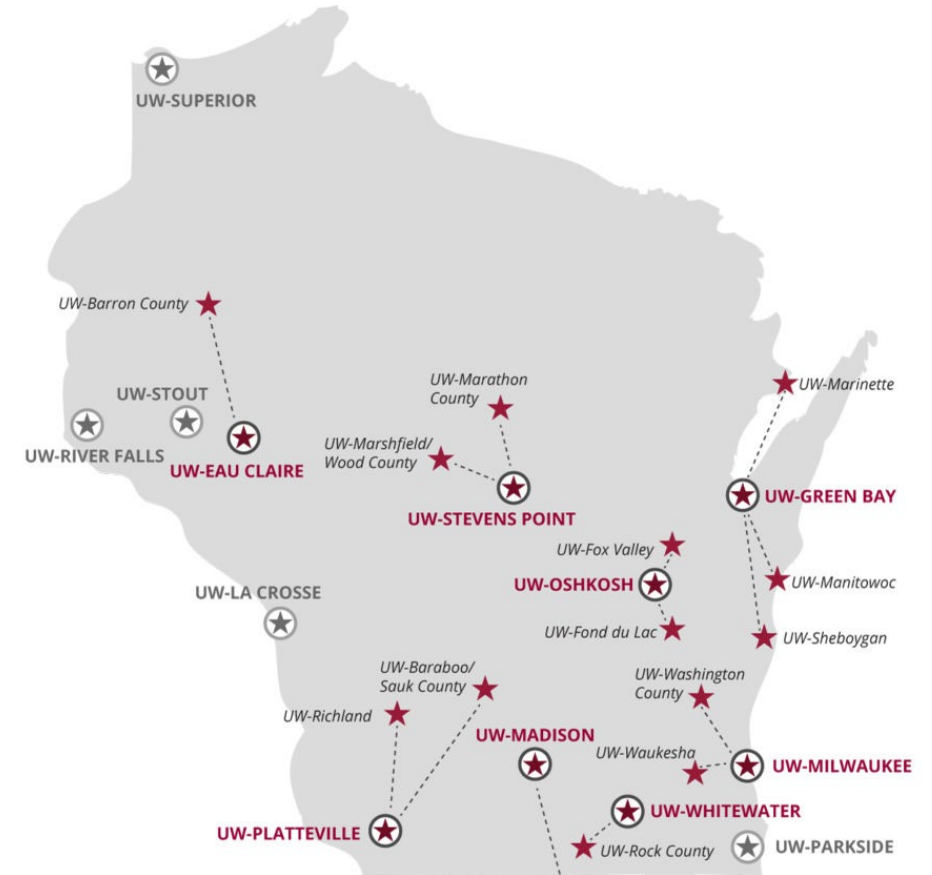 UW-SUPERIOR
UW-Barron County
UW-STOUT
UW-RIVER FALLS
UW-EAU CLAIRE
UW-Marathon
County
UW-Marshfield/
Wood County
UW-STEVENS POINT
UW-Marinette
UW-GREEN BAY
UW-Fox Valley
UW-OSHKOSH
UW-Fond du Lac
UW-Manitowoc
UW-Sheboygan
UW-LA CROSSE
UW-Baraboo/
Sauk County
UW-Richland
UW-PLATTEVILLE
UW-MADISON
UW-Washington
County
UW-Waukesha
UW-MILWAUKEE
UW-WHITEWATER
UW-Rock County
UW-PARKSIDE